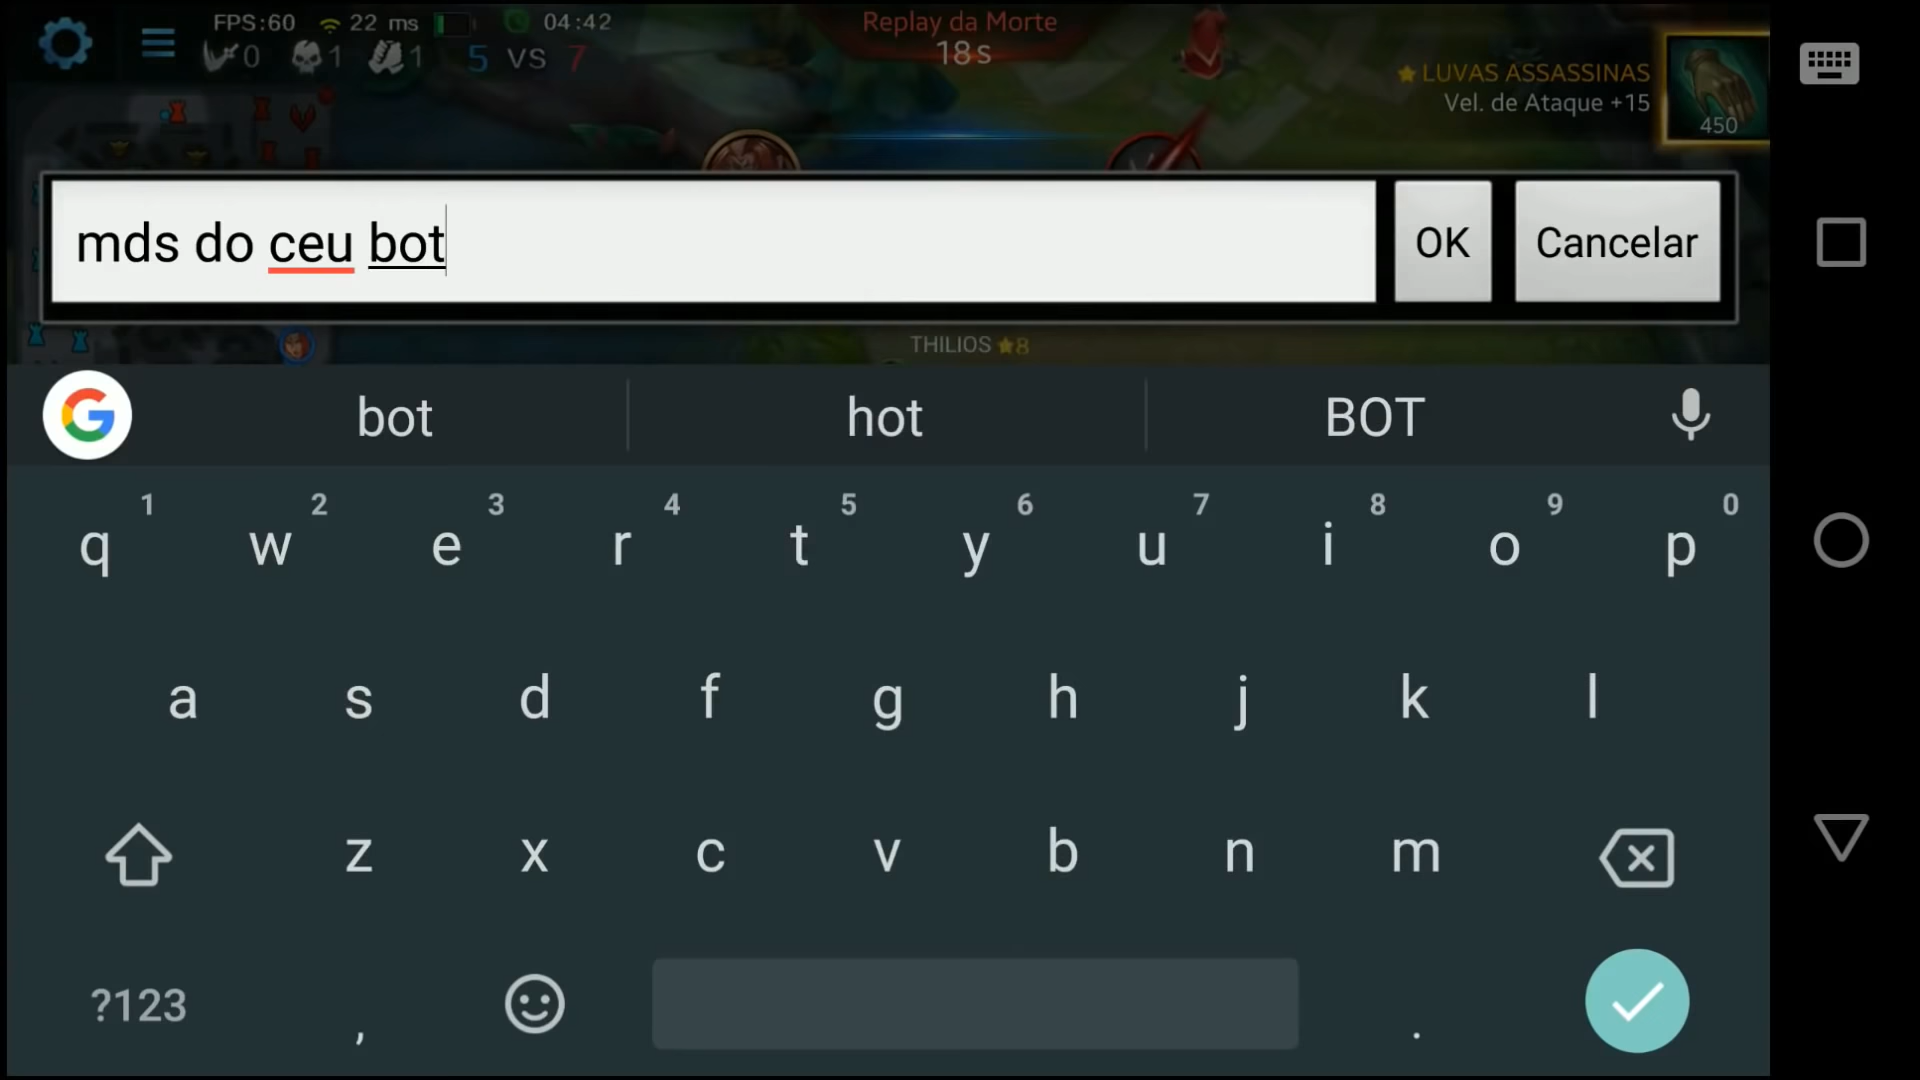 FPS:60 22 ms 04:42
0 1 1 5 VS 7
Replay da Morte
18s
LUVAS ASSASSINAS
Vel. de Ataque +15
450
mds do ceu bot
OK
Cancelar
THILIOS 8
bot hot BOT
1 2 3 4 5 6 7 8 9 0
q w e r t y u i o p
a s d f g h j k l
z x c v b n m
?123 , .